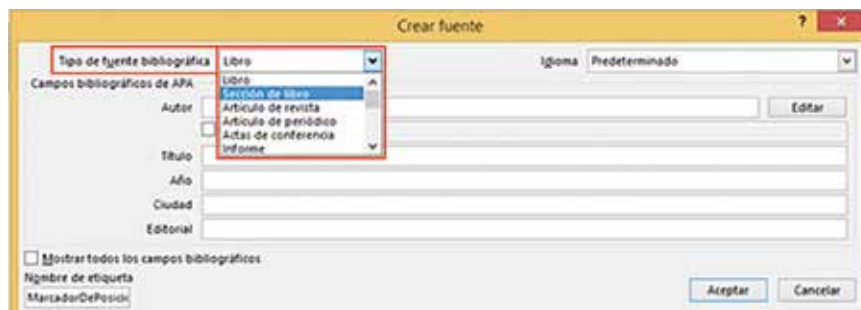 Crear fuente
Tipo de fuente bibliográfica Libro Idioma Predeterminado
Campos bibliográficos de APA Libro
Sección de libro
Autor Artículo de revista Editar
Artículo de periódico
Actas de conferencia
Título Informe
Año
Ciudad
Editorial
Mostrar todos los campos bibliográficos
Nombre de etiqueta
MarcadorDePosici Aceptar Cancelar